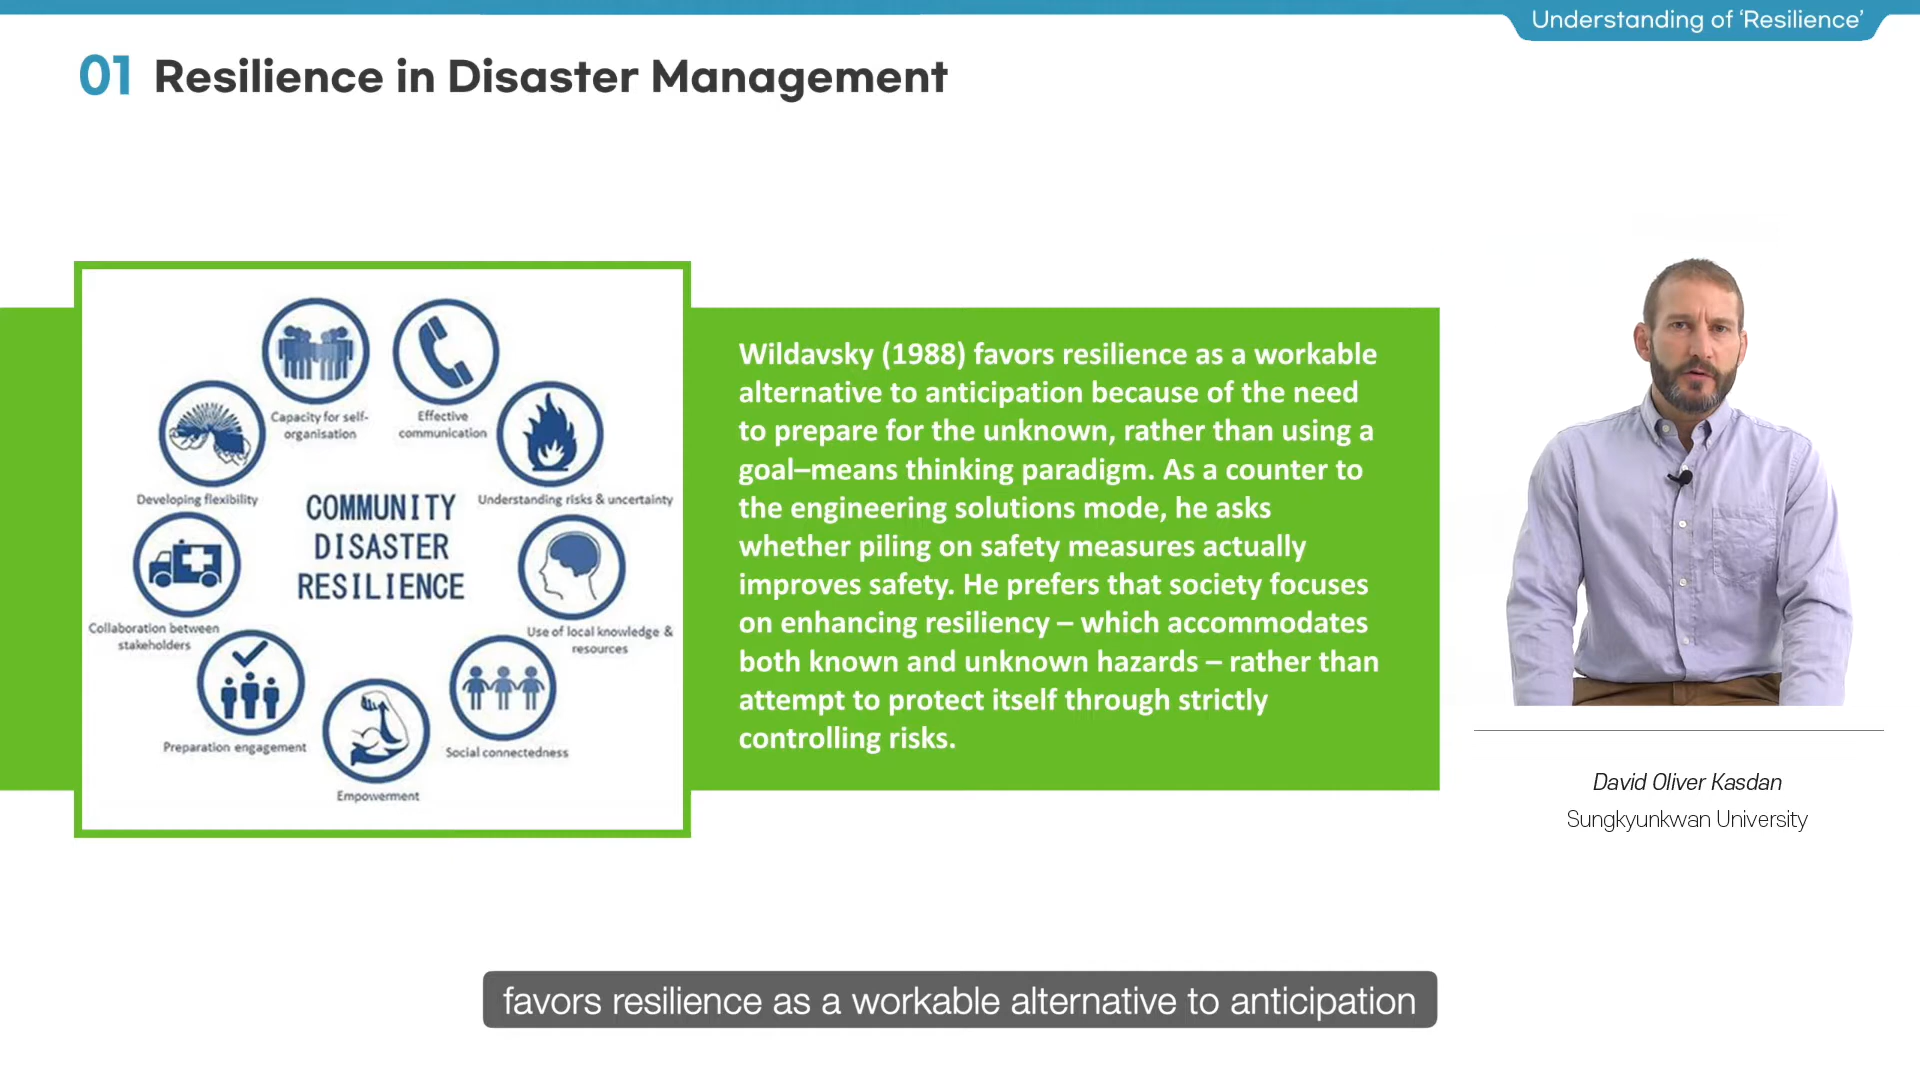 Understanding of ‘Resilience’
01 Resilience in Disaster Management
Capacity for self-
organisation
Effective
communication
Developing flexibility
Understanding risks & uncertainty
COMMUNITY
DISASTER
RESILIENCE
Collaboration between
stakeholders
Use of local knowledge &
resources
Preparation engagement
Social connectedness
Empowerment
Wildavsky (1988) favors resilience as a workable
alternative to anticipation because of the need
to prepare for the unknown, rather than using a
goal–means thinking paradigm. As a counter to
the engineering solutions mode, he asks
whether piling on safety measures actually
improves safety. He prefers that society focuses
on enhancing resiliency – which accommodates
both known and unknown hazards – rather than
attempt to protect itself through strictly
controlling risks.
David Oliver Kasdan
Sungkyunkwan University
favors resilience as a workable alternative to anticipation